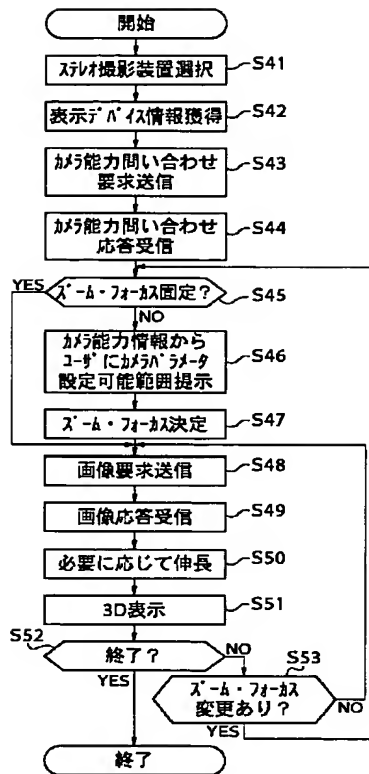 開始
ステレオ撮影装置選択
S41
表示デバイス情報獲得
S42
カメラ能力問い合わせ
要求送信
S43
カメラ能力問い合わせ
応答受信
S44
YES
ズーム・フォーカス固定?
S45
NO
カメラ能力情報から
ユーザにカメラパラメータ
設定可能範囲提示
S46
ズーム・フォーカス決定
S47
画像要求送信
S48
画像応答受信
S49
必要に応じて伸長
S50
3D表示
S51
S52
終了?
NO
YES
S53
ズーム・フォーカス
変更あり?
NO
YES
終了